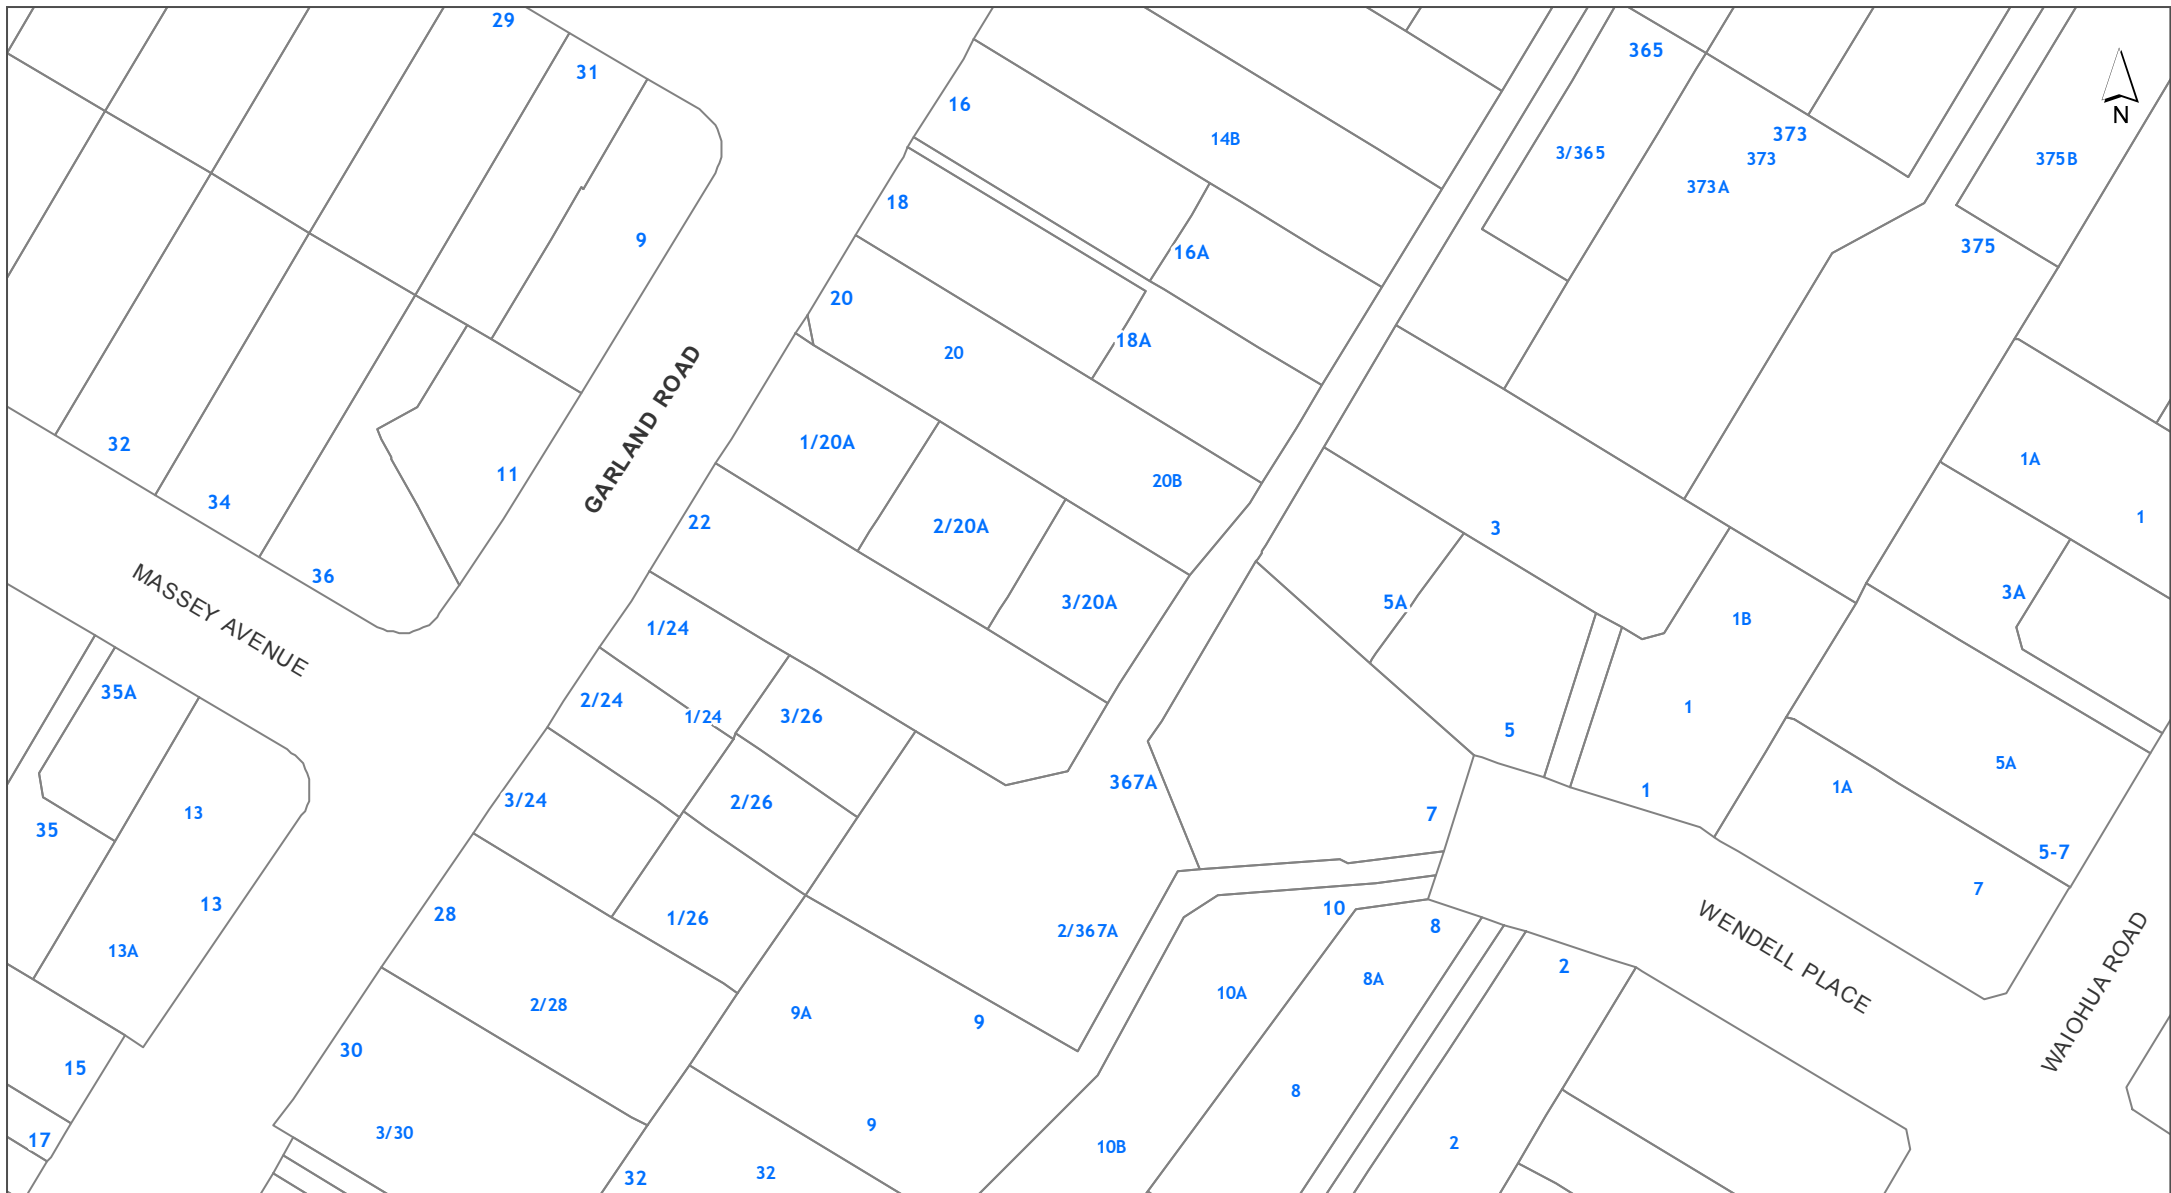 29
31
365
16
N
14B
373
3/365
373
375B
373A
18
9
16A
375
20
18A
20
GARLAND ROAD
32
1/20A
1A
11
20B
34
22
2/20A
3
1
36
MASSEY AVENUE
3/20A
5A
3A
1B
1/24
35A
2/24
1/24
3/26
1
5
5A
367A
1
1A
3/24
2/26
13
7
35
5-7
7
13
28
1/26
10
8
2/367A
WENDELL PLACE
WAIOHUA ROAD
13A
2
8A
10A
2/28
9A
9
30
15
8
9
3/30
17
10B
2
32
32